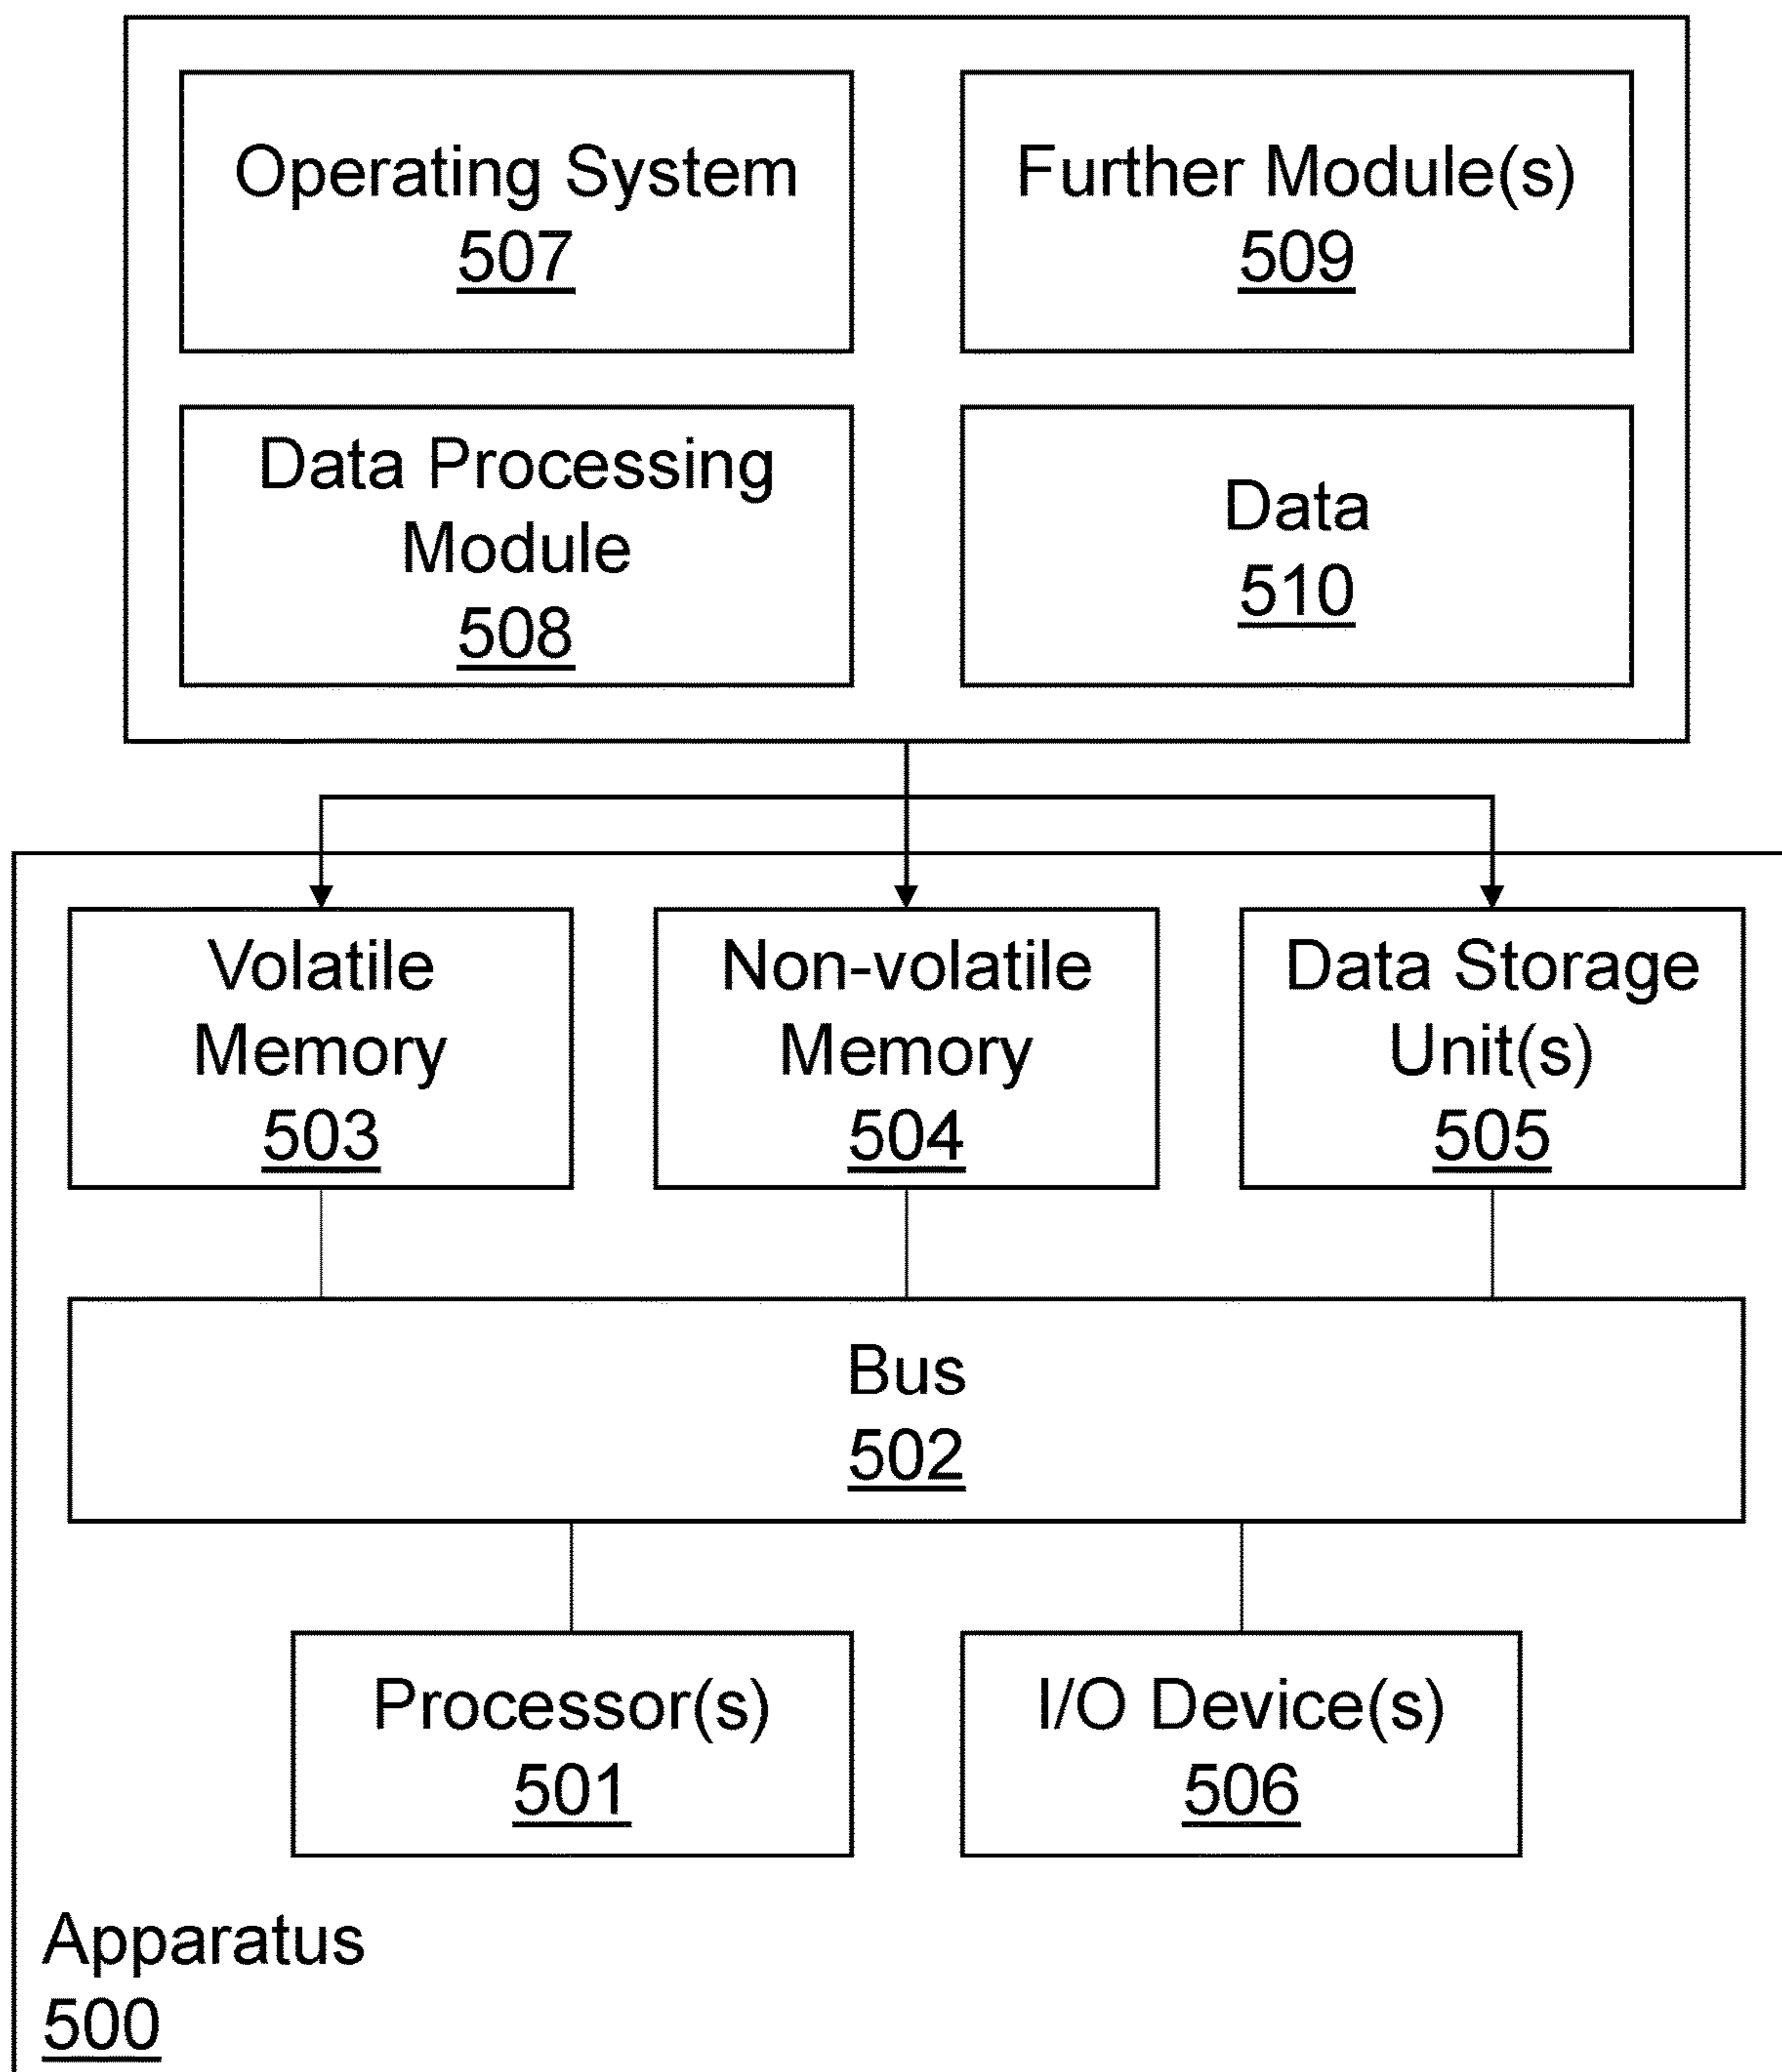 Operating System
507
Further Module(s)
509
Data Processing
Module
508
Data
510
Volatile
Memory
503
Non-volatile
Memory
504
Data Storage
Unit(s)
505
Bus
502
Processor(s)
501
I/O Device(s)
506
Apparatus
500